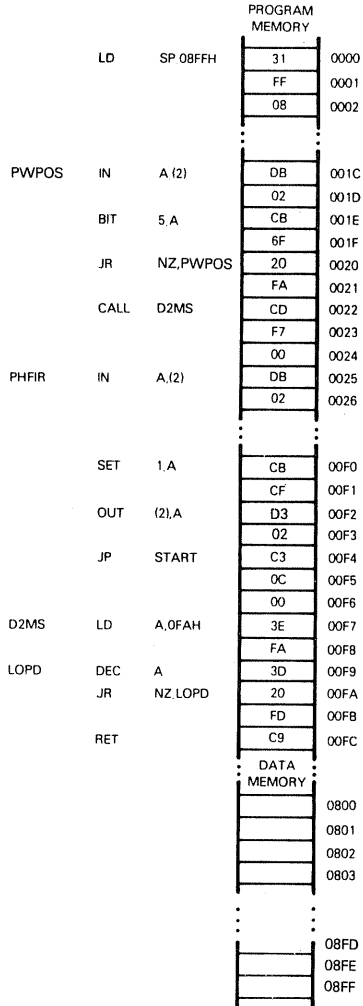 PROGRAM
MEMORY
LD SP 08FFH 31 0000
FF 0001
08 0002
PWPOS IN A,(2) DB 001C
02 001D
BIT 5,A CB 001E
6F 001F
JR NZ,PWPOS 20 0020
FA 0021
CALL D2MS CD 0022
F7 0023
00 0024
PHFIR IN A,(2) DB 0025
02 0026
SET 1,A CB 00F0
CF 00F1
OUT (2),A D3 00F2
02 00F3
JP START C3 00F4
0C 00F5
00 00F6
D2MS LD A,0FAH 3E 00F7
FA 00F8
LOPD DEC A 3D 00F9
JR NZ,LOPD 20 00FA
FD 00FB
RET C9 00FC
DATA
MEMORY
0800
0801
0802
0803
08FD
08FE
08FF